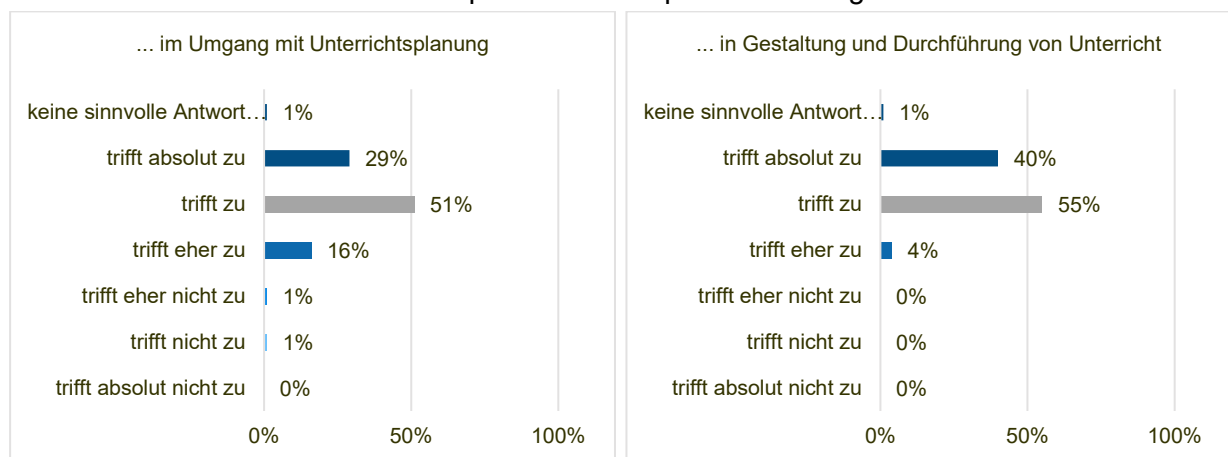 ... im Umgang mit Unterrichtsplanung
keine sinnvolle Antwort… 1%
trifft absolut zu 29%
trifft zu 51%
trifft eher zu 16%
trifft eher nicht zu 1%
trifft nicht zu 1%
trifft absolut nicht zu 0%
0% 50% 100%
... in Gestaltung und Durchführung von Unterricht
keine sinnvolle Antwort… 1%
trifft absolut zu 40%
trifft zu 55%
trifft eher zu 4%
trifft eher nicht zu 0%
trifft nicht zu 0%
trifft absolut nicht zu 0%
0% 50% 100%